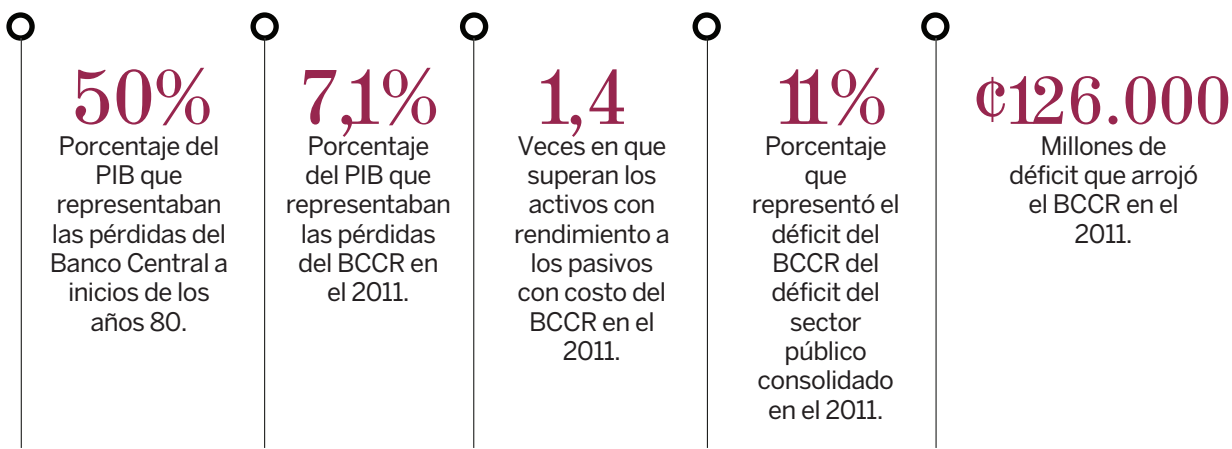 50%
Porcentaje del
PIB que
representaban
las pérdidas del
Banco Central a
inicios de los
años 80.
7,1%
Porcentaje
del PIB que
representaban
las pérdidas
del BCCR en
el 2011.
1,4
Veces en que
superan los
activos con
rendimiento a
los pasivos
con costo del
BCCR en el
2011.
11%
Porcentaje
que
representó el
déficit del
BCCR del
déficit del
sector
público
consolidado
en el 2011.
₡126.000
Millones de
déficit que arrojó
el BCCR en el
2011.